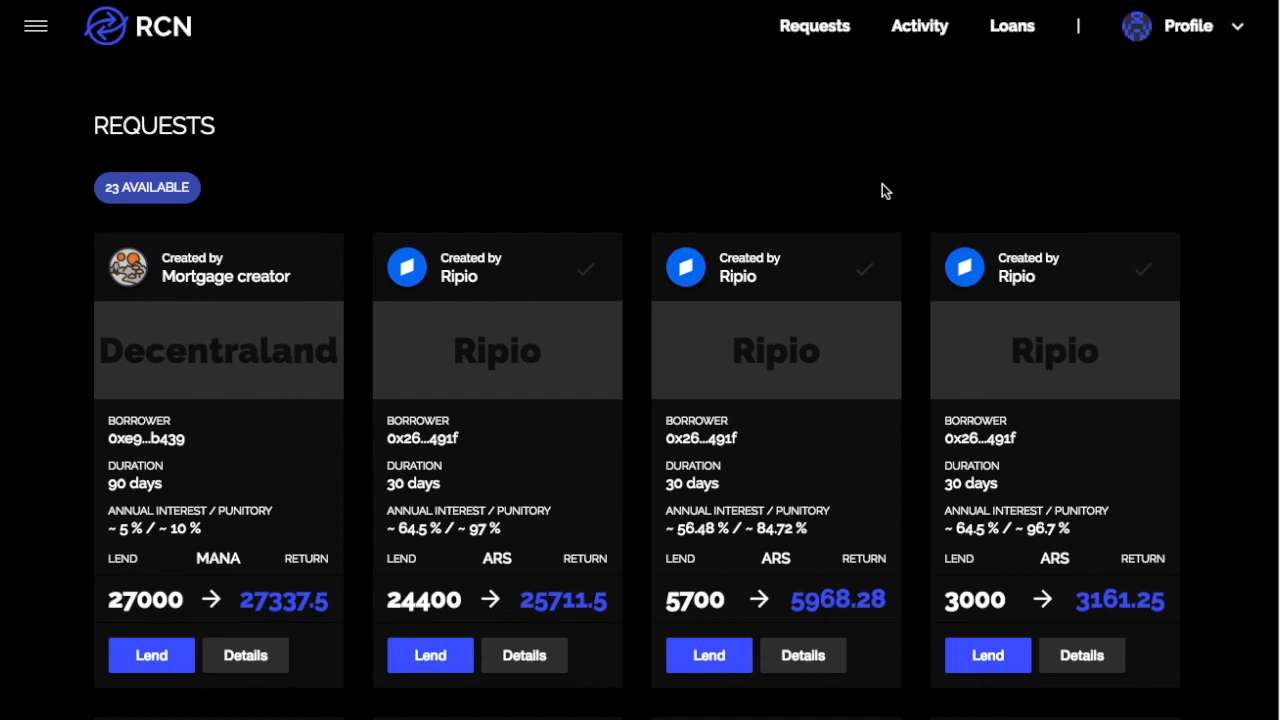 RCN
Requests Activity Loans | Profile
REQUESTS
23 AVAILABLE
Created by
Mortgage creator
Decentraland
BORROWER
0xe9...b439
DURATION
90 days
ANNUAL INTEREST / PUNITORY
~ 5 % / ~ 10 %
LEND MANA RETURN
27000 → 27337.5
Lend Details
Created by
Ripio
Ripio
BORROWER
0x26...491f
DURATION
30 days
ANNUAL INTEREST / PUNITORY
~ 64.5 % / ~ 97 %
LEND ARS RETURN
24400 → 25711.5
Lend Details
Created by
Ripio
Ripio
BORROWER
0x26...491f
DURATION
30 days
ANNUAL INTEREST / PUNITORY
~ 56.48 % / ~ 84.72 %
LEND ARS RETURN
5700 → 5968.28
Lend Details
Created by
Ripio
Ripio
BORROWER
0x26...491f
DURATION
30 days
ANNUAL INTEREST / PUNITORY
~ 64.5 % / ~ 96.7 %
LEND ARS RETURN
3000 → 3161.25
Lend Details